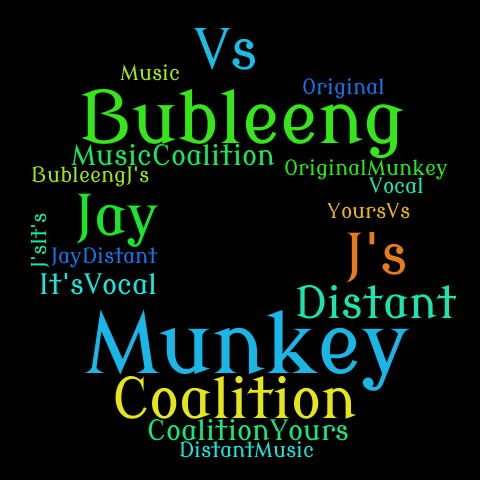 Vs
Music
Original
Bubleeng
MusicCoalition
OriginalMunkey
BubleengJ's
Vocal
Jay
YoursVs
J'sIt's
JayDistant
J's
It'sVocal
Distant
Munkey
Coalition
CoalitionYours
DistantMusic